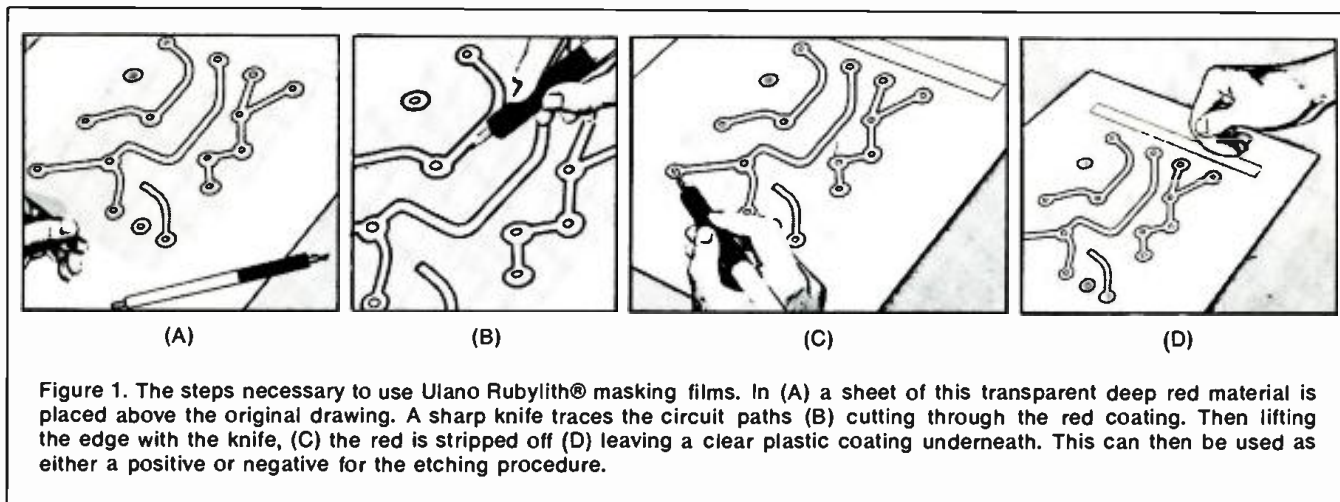 (A)
(B)
(C)
(D)
Figure 1. The steps necessary to use Ulano Rubylith® masking films. In (A) a sheet of this transparent deep red material is
placed above the original drawing. A sharp knife traces the circuit paths (B) cutting through the red coating. Then lifting
the edge with the knife, (C) the red is stripped off (D) leaving a clear plastic coating underneath. This can then be used as
either a positive or negative for the etching procedure.